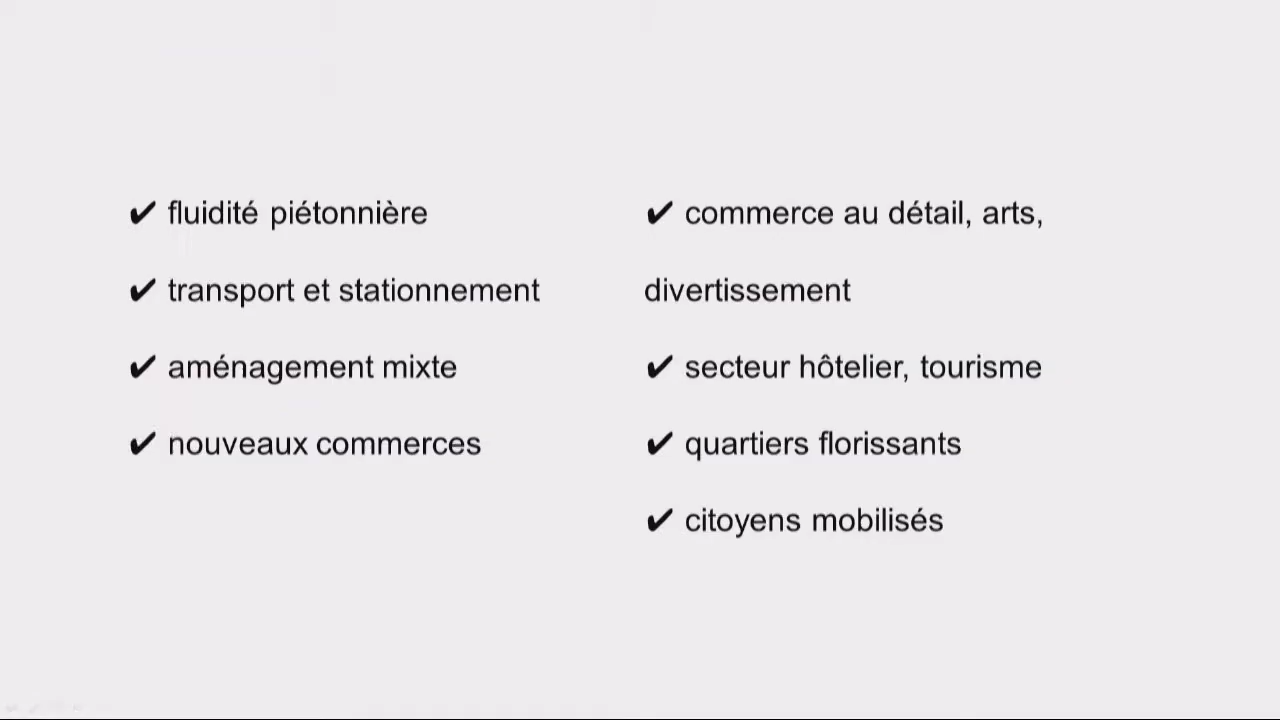 ✔ fluidité piétonnière
✔ transport et stationnement
✔ aménagement mixte
✔ nouveaux commerces
✔ commerce au détail, arts,
divertissement
✔ secteur hôtelier, tourisme
✔ quartiers florissants
✔ citoyens mobilisés